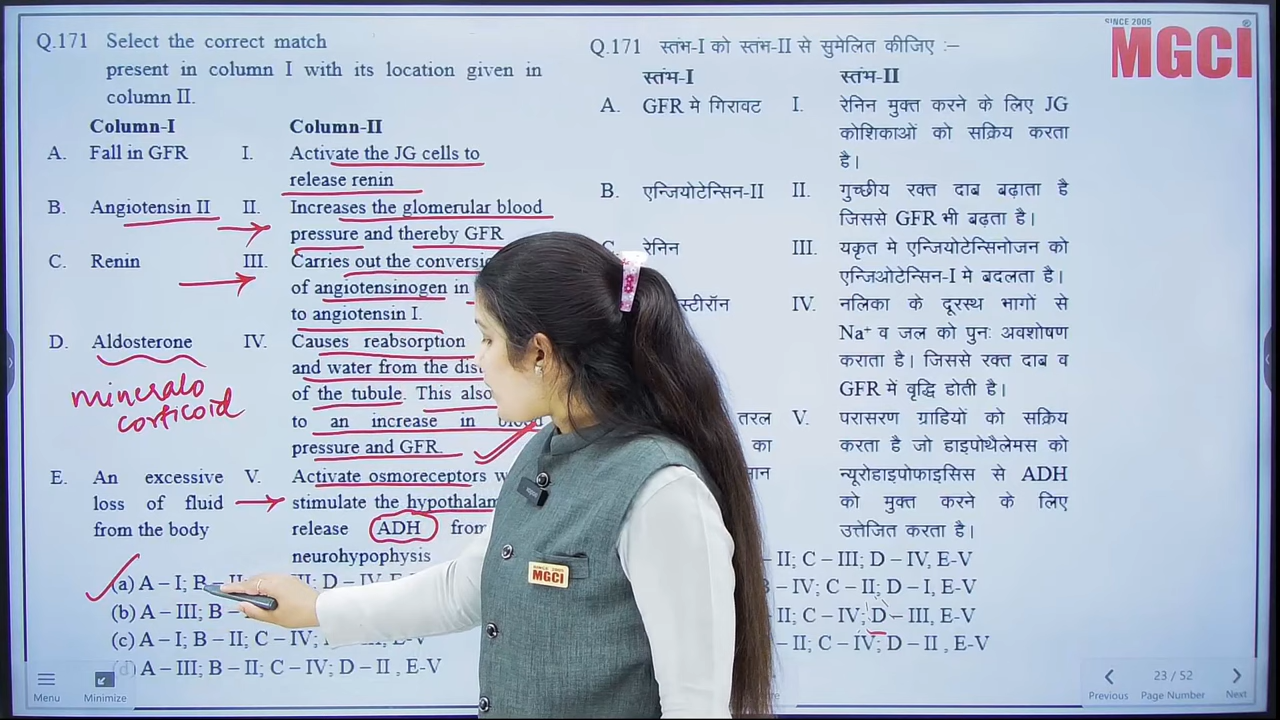 SINCE 2005
MGCI
Q.171 Select the correct match
present in column I with its location given in
column II.
Column-I Column-II
A. Fall in GFR I. Activate the JG cells to
release renin
B. Angiotensin II II. Increases the glomerular blood
pressure and thereby GFR
C. Renin III. Carries out the
of angiotensinogen in
to angiotensin I.
D. Aldosterone IV. Causes reabsorption
and water from the
of the tubule. This also
to an increase in blood
pressure and GFR.
mineralo
corticoid
E. An excessive V. Activate osmoreceptors
loss of fluid stimulate the
from the body release ADH from
neurohypophysis
(a) A – I; B – II III; D – IV
(b) A – III; B –
(c) A – I; B – II; C – IV; E-V
(d) A – III; B – II; C – IV; D – II , E-V
Q.171 स्तंभ-I को स्तंभ-II से सुमेलित कीजिए :–
स्तंभ-I स्तंभ-II
A. GFR मे गिरावट I. रेनिन मुक्त करने के लिए JG
कोशिकाओं को सक्रिय करता
है।
B. एन्जियोटेन्सिन-II II. गुच्छीय रक्त दाब बढ़ाता है
जिससे GFR भी बढ़ता है।
रेनिन III. यकृत मे एन्जियोटेन्सिनोजन को
एन्जिओटेन्सिन-I मे बदलता है।
IV. नलिका के दूरस्थ भागों से
Na⁺ व जल को पुनः अवशोषण
कराता है। जिससे रक्त दाब व
GFR में वृद्धि होती है।
तरल V. परासरण ग्राहियों को सक्रिय
का करता है जो डाइपोथैलेमस को
न्यूरोडाइपोफाइसिस से ADH
को मुक्त करने के लिए
उत्तेजित करता है।
II; C – III; D – IV, E-V
IV; C – II; D – I, E-V
II; C – IV; D – III, E-V
II; C – IV; D – II , E-V
MGCI
Menu
Minimize
Previous
23 / 52
Page Number
Next